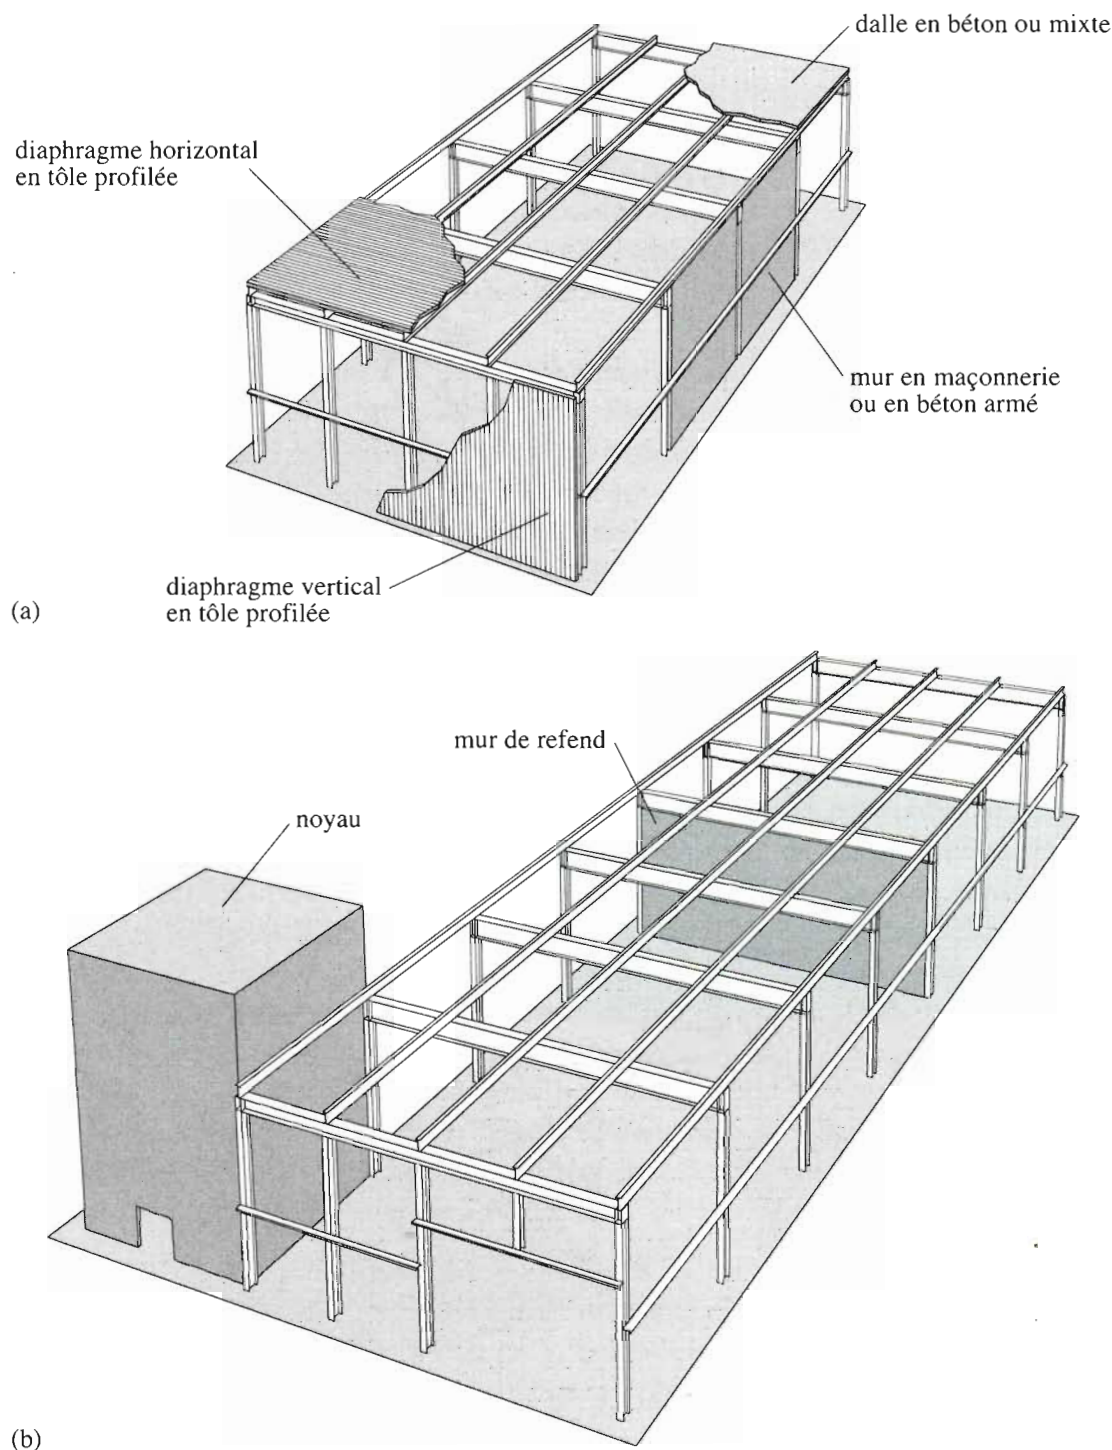 (a)
dalle en béton ou mixte
diaphragme horizontal
en tôle profilée
mur en maçonnerie
ou en béton armé
diaphragme vertical
en tôle profilée
(b)
mur de refend
noyau